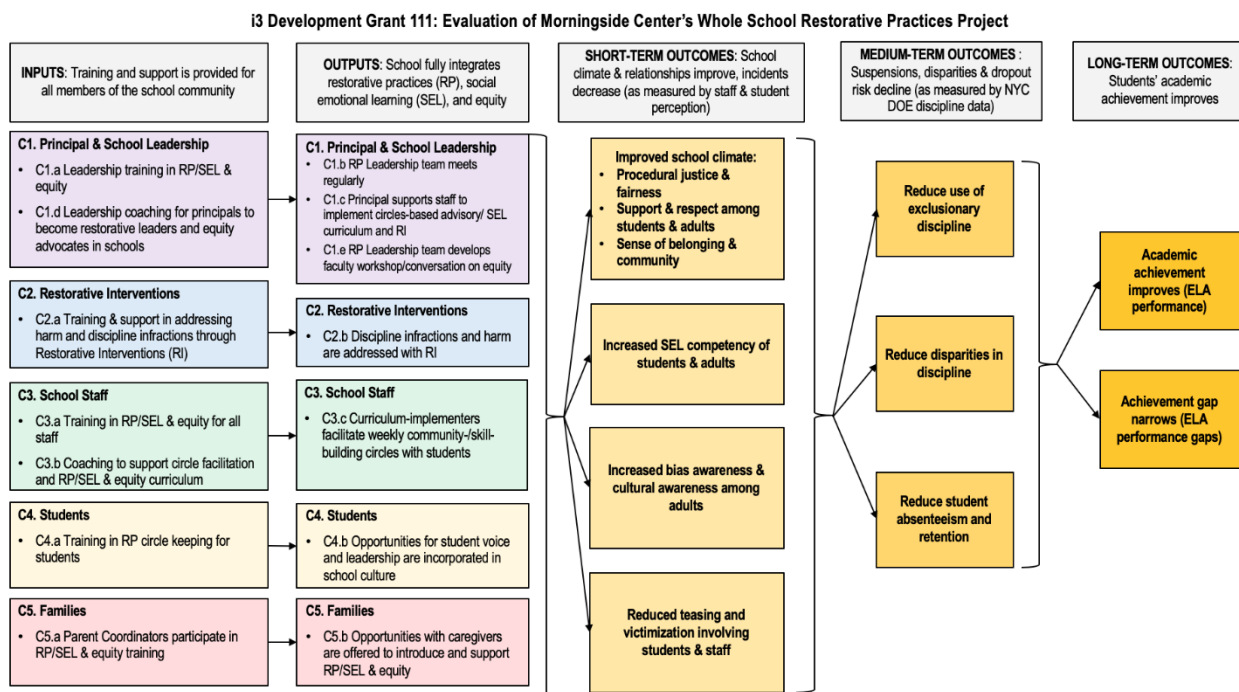 i3 Development Grant 111: Evaluation of Morningside Center's Whole School Restorative Practices Project
INPUTS: Training and support is provided for
all members of the school community
OUTPUTS: School fully integrates
restorative practices (RP), social
emotional learning (SEL), and equity
SHORT-TERM OUTCOMES: School
climate & relationships improve, incidents
decrease (as measured by staff & student
perception)
MEDIUM-TERM OUTCOMES :
Suspensions, disparities & dropout
risk decline (as measured by NYC
DOE discipline data)
LONG-TERM OUTCOMES:
Students' academic
achievement improves
C1. Principal & School Leadership
• C1.a Leadership training in RP/SEL &
equity
• C1.d Leadership coaching for principals to
become restorative leaders and equity
advocates in schools
C2. Restorative Interventions
• C2.a Training & support in addressing
harm and discipline infractions through
Restorative Interventions (RI)
C3. School Staff
• C3.a Training in RP/SEL & equity for all
staff
• C3.b Coaching to support circle facilitation
and RP/SEL & equity curriculum
C4. Students
• C4.a Training in RP circle keeping for
students
C5. Families
• C5.a Parent Coordinators participate in
RP/SEL & equity training
C1. Principal & School Leadership
• C1.b RP Leadership team meets
regularly
• C1.c Principal supports staff to
implement circles-based advisory/ SEL
curriculum and RI
• C1.e RP Leadership team develops
faculty workshop/conversation on equity
C2. Restorative Interventions
• C2.b Discipline infractions and harm
are addressed with RI
C3. School Staff
• C3.c Curriculum-implementers
facilitate weekly community-/skill-
building circles with students
C4. Students
• C4.b Opportunities for student voice
and leadership are incorporated in
school culture
C5. Families
• C5.b Opportunities with caregivers
are offered to introduce and support
RP/SEL & equity
Improved school climate:
• Procedural justice &
fairness
• Support & respect among
students & adults
• Sense of belonging &
community
Increased SEL competency of
students & adults
Increased bias awareness &
cultural awareness among
adults
Reduced teasing and
victimization involving
students & staff
Reduce use of
exclusionary
discipline
Reduce disparities in
discipline
Reduce student
absenteeism and
retention
Academic
achievement
improves (ELA
performance)
Achievement gap
narrows (ELA
performance gaps)